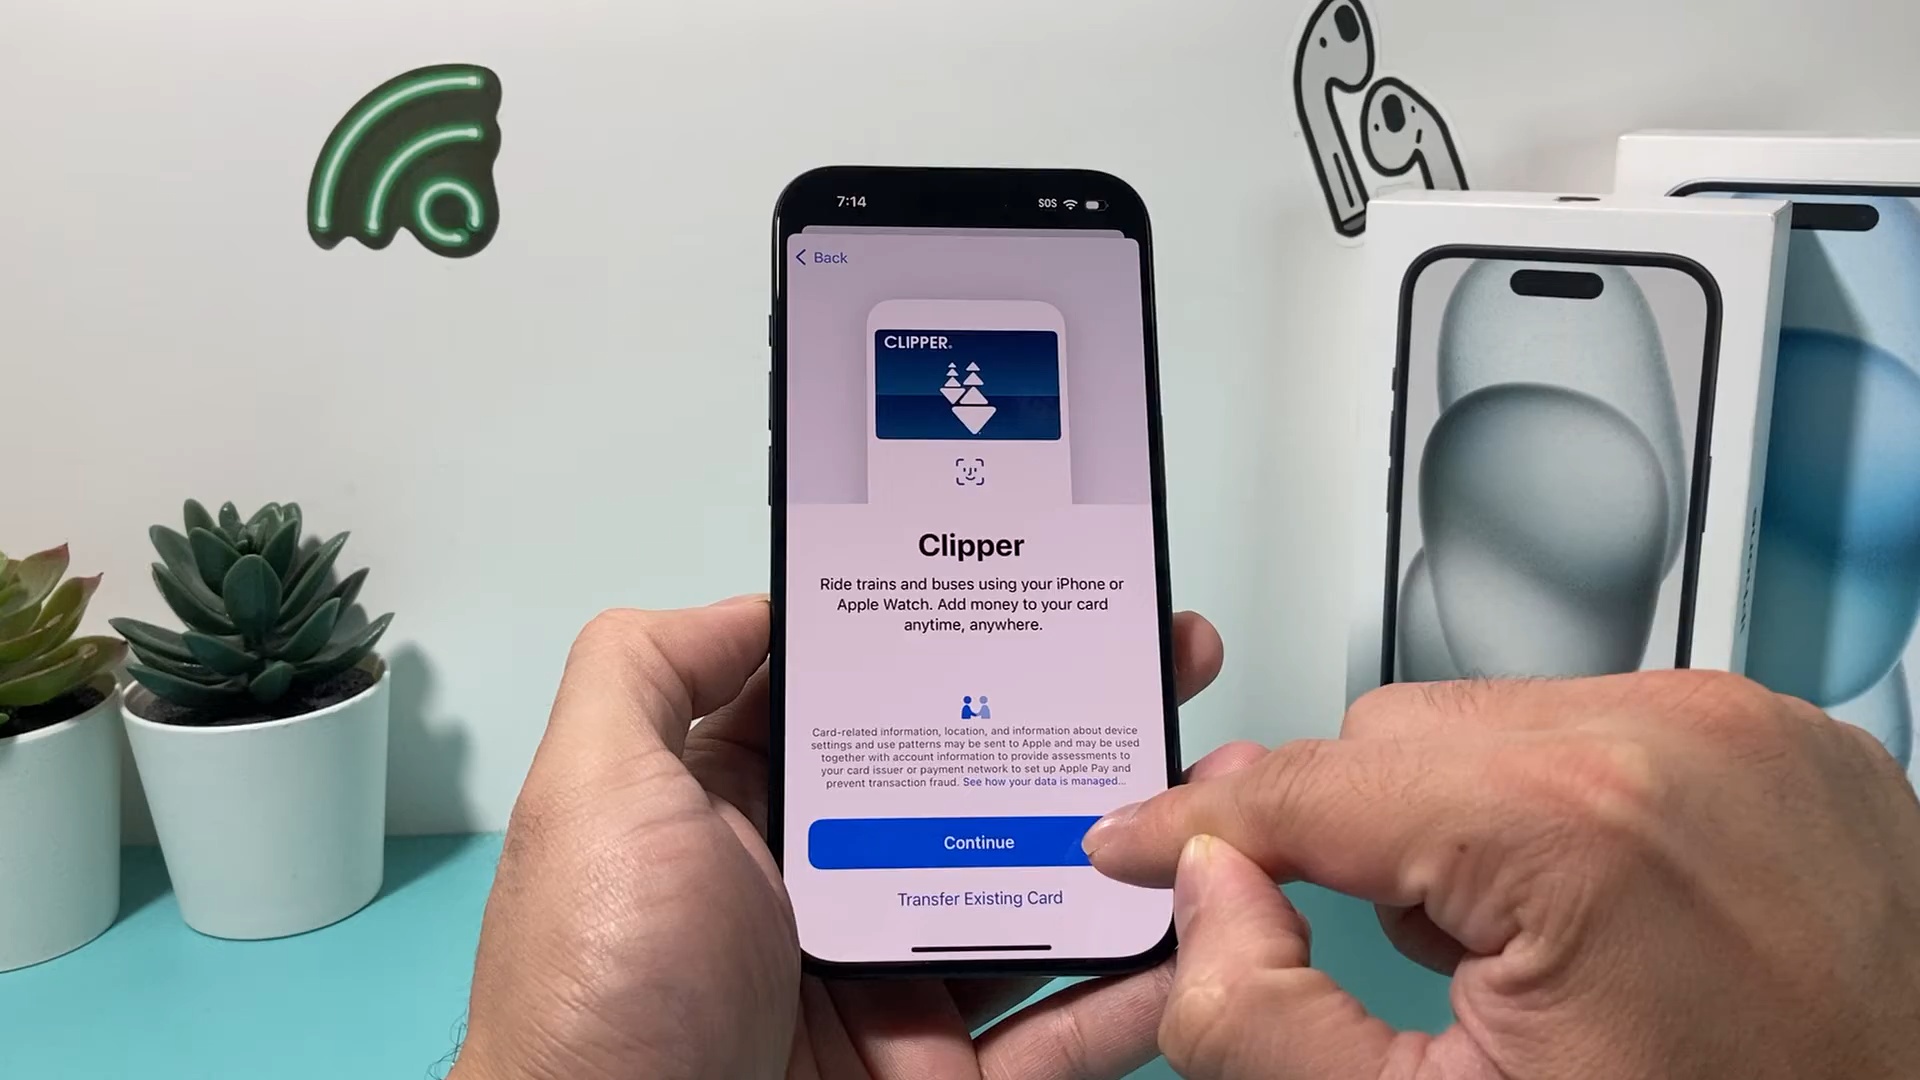 7:14
SOS
Back
CLIPPER
Clipper
Ride trains and buses using your iPhone or
Apple Watch. Add money to your card
anytime, anywhere.
Card-related information, location, and information about device
settings and use patterns may be sent to Apple and may be used
together with account information to provide assessments to
your card issuer or payment network to set up Apple Pay and
prevent transaction fraud. See how your data is managed...
Continue
Transfer Existing Card
iPhone